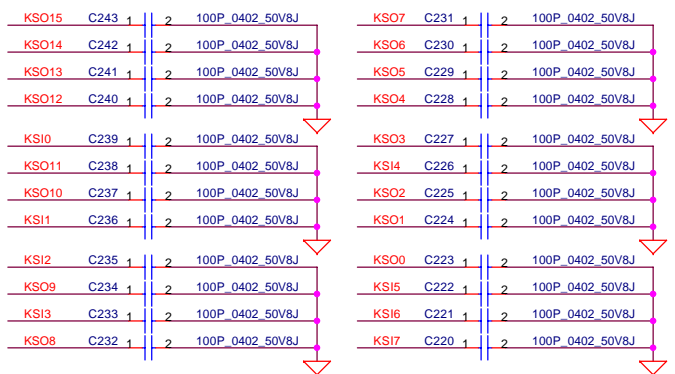 KSO15 C243 1 2 100P_0402_50V8J
KSO14 C242 1 2 100P_0402_50V8J
KSO13 C241 1 2 100P_0402_50V8J
KSO12 C240 1 2 100P_0402_50V8J
KSI0 C239 1 2 100P_0402_50V8J
KSO11 C238 1 2 100P_0402_50V8J
KSO10 C237 1 2 100P_0402_50V8J
KSI1 C236 1 2 100P_0402_50V8J
KSI2 C235 1 2 100P_0402_50V8J
KSO9 C234 1 2 100P_0402_50V8J
KSI3 C233 1 2 100P_0402_50V8J
KSO8 C232 1 2 100P_0402_50V8J
KSO7 C231 1 2 100P_0402_50V8J
KSO6 C230 1 2 100P_0402_50V8J
KSO5 C229 1 2 100P_0402_50V8J
KSO4 C228 1 2 100P_0402_50V8J
KSO3 C227 1 2 100P_0402_50V8J
KSI4 C226 1 2 100P_0402_50V8J
KSO2 C225 1 2 100P_0402_50V8J
KSO1 C224 1 2 100P_0402_50V8J
KSO0 C223 1 2 100P_0402_50V8J
KSI5 C222 1 2 100P_0402_50V8J
KSI6 C221 1 2 100P_0402_50V8J
KSI7 C220 1 2 100P_0402_50V8J